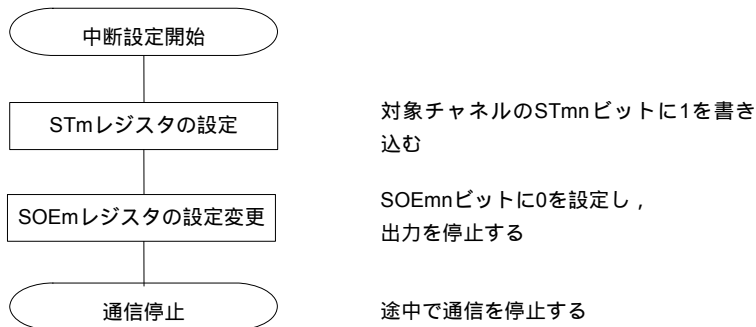 中断設定開始
STmレジスタの設定
対象チャネルのSTmnビットに1を書き
込む
SOEmレジスタの設定変更
SOEmnビットに0を設定し，
出力を停止する
通信停止
途中で通信を停止する